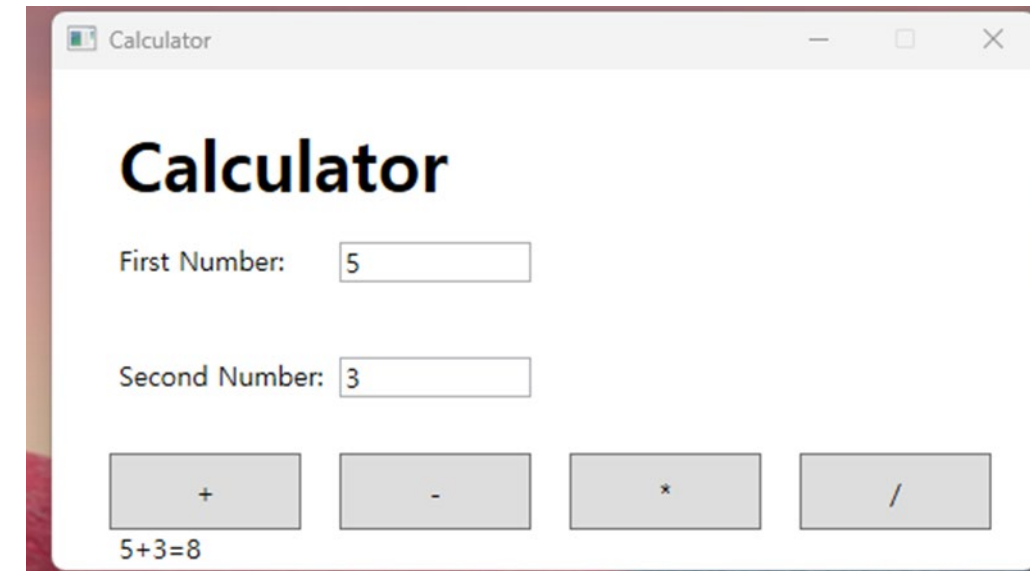 Calculator
Calculator
First Number: 5
Second Number: 3
+ - * /
5+3=8